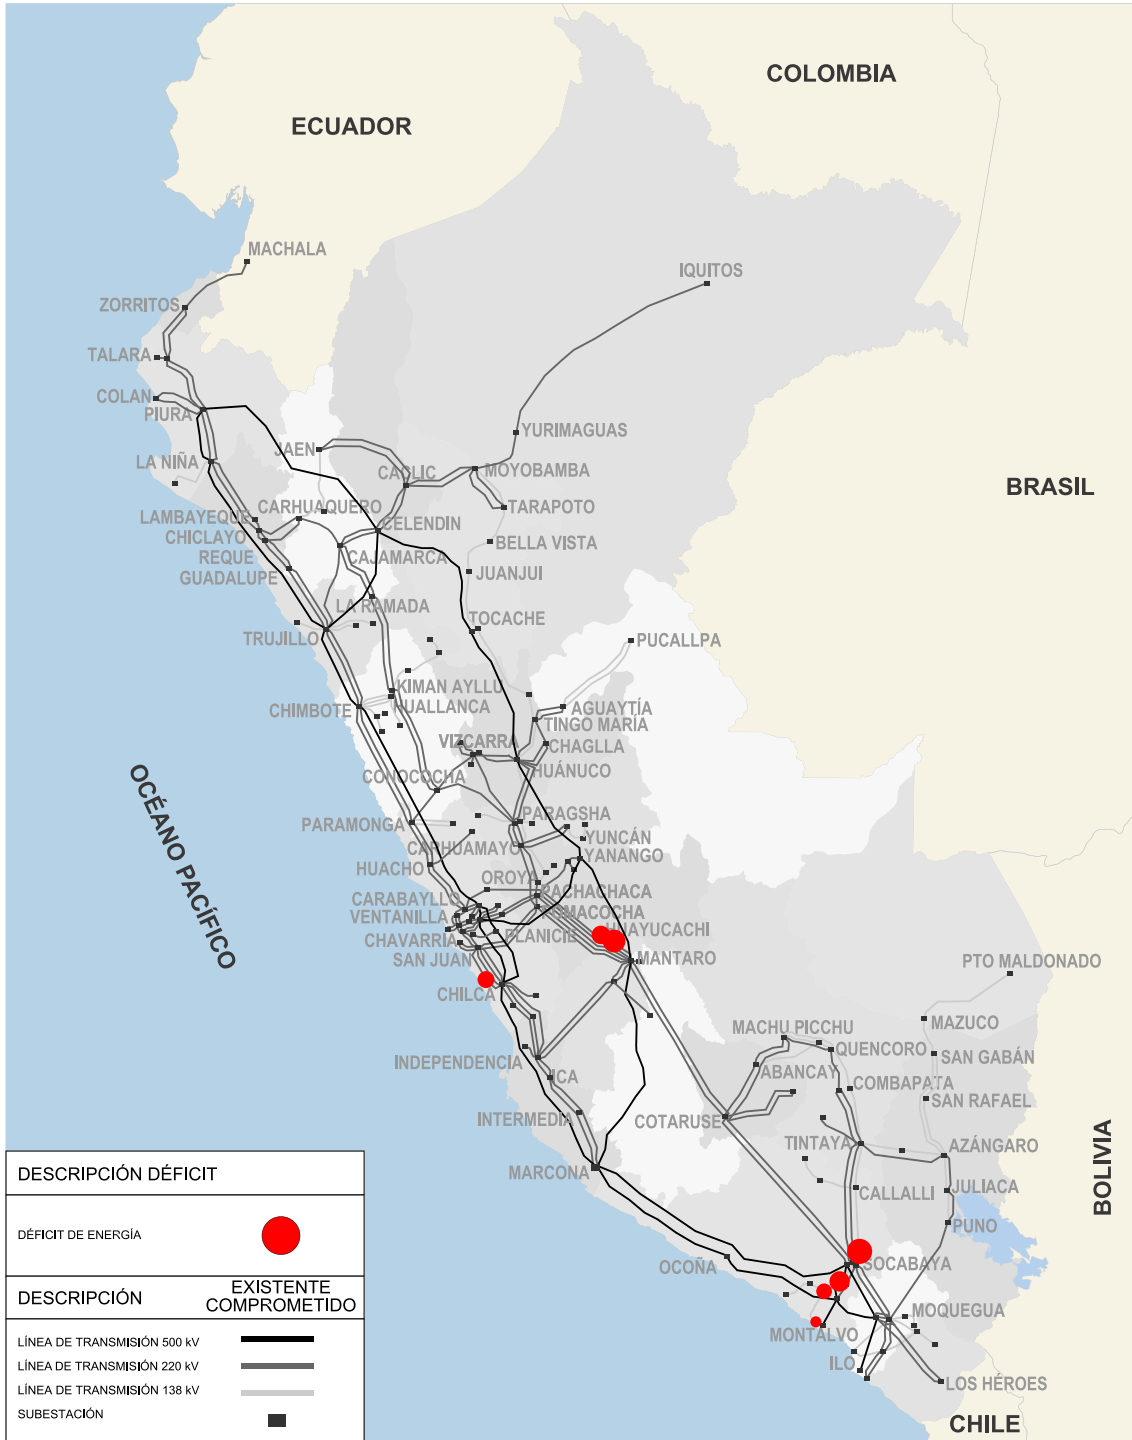 COLOMBIA
ECUADOR
MACHALA
IQUITOS
ZORRITOS
TALARA
COLAN
PIURA
YURIMAGUAS
JAEN
LA NIÑA
CACLIC
MOYOBAMBA
BRASIL
CARHUAQUERO
TARAPOTO
LAMBAYEQUE
CELENDIN
CHICLAYO
BELLA VISTA
REQUE
CAJAMARCA
GUADALUPE
JUANJUI
LA RAMADA
TOCACHE
TRUJILLO
PUCALLPA
KIMAN AYLLU
HUALLANCA
CHIMBOTE
AGUAYTÍA
TINGO MARÍA
VIZCARRA
CHAGLLA
HUÁNUCO
CONOCOCHA
OCÉANO PACÍFICO
PARAGSHA
PARAMONGA
YUNCÁN
CARHUAMAYO
YANANGO
HUACHO
OROYA
PACHACHACA
CARABAYLLO
POMACOCHA
VENTANILLA
HUAYUCACHI
CHAVARRÍA
PLANICIE
SAN JUAN
MANTARO
PTO MALDONADO
CHILCA
MAZUCO
MACHU PICCHU
QUENCORO
SAN GABÁN
INDEPENDENCIA
ABANCAY
ICA
COMBAPATA
SAN RAFAEL
INTERMEDIA
COTARUSE
TINTAYA
AZÁNGARO
BOLIVIA
MARCONA
CALLALLI
JULIACA
PUNO
OCOÑA
SOCABAYA
MOQUEGUA
MONTALVO
ILO
LOS HÉROES
CHILE
DESCRIPCIÓN DÉFICIT
DÉFICIT DE ENERGÍA
DESCRIPCIÓN
EXISTENTE
COMPROMETIDO
LÍNEA DE TRANSMISIÓN 500 kV
LÍNEA DE TRANSMISIÓN 220 kV
LÍNEA DE TRANSMISIÓN 138 kV
SUBESTACIÓN